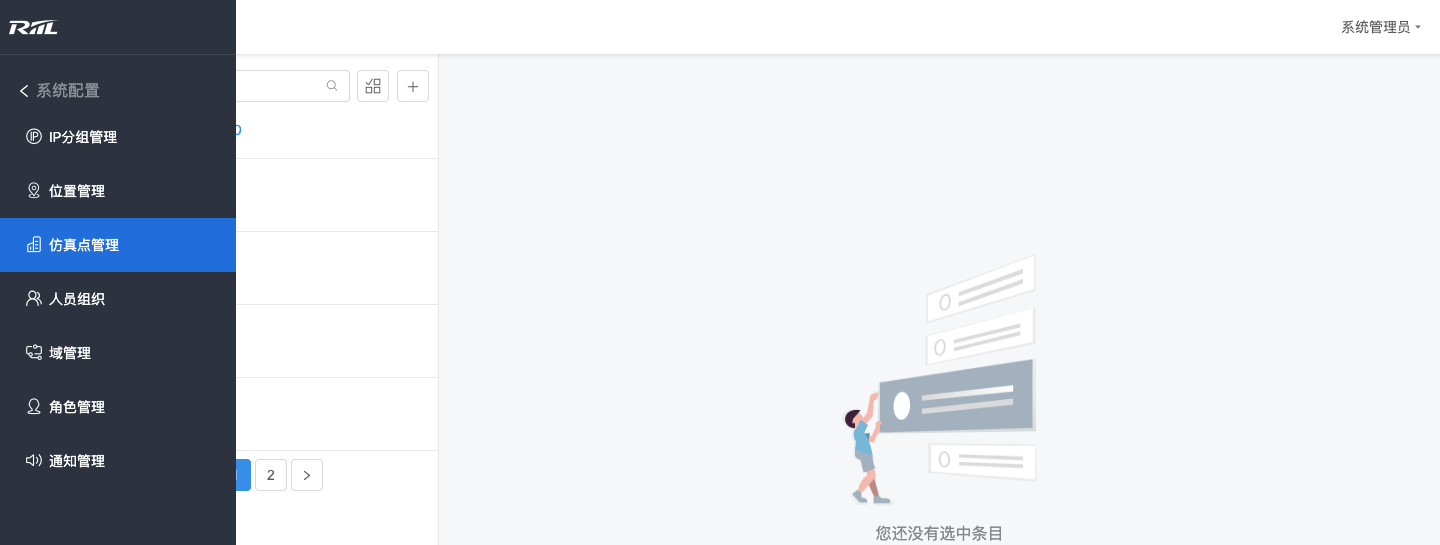 RIIL
系统管理员
系统配置
IP分组管理
位置管理
仿真点管理
人员组织
域管理
角色管理
通知管理
2
您还没有选中条目